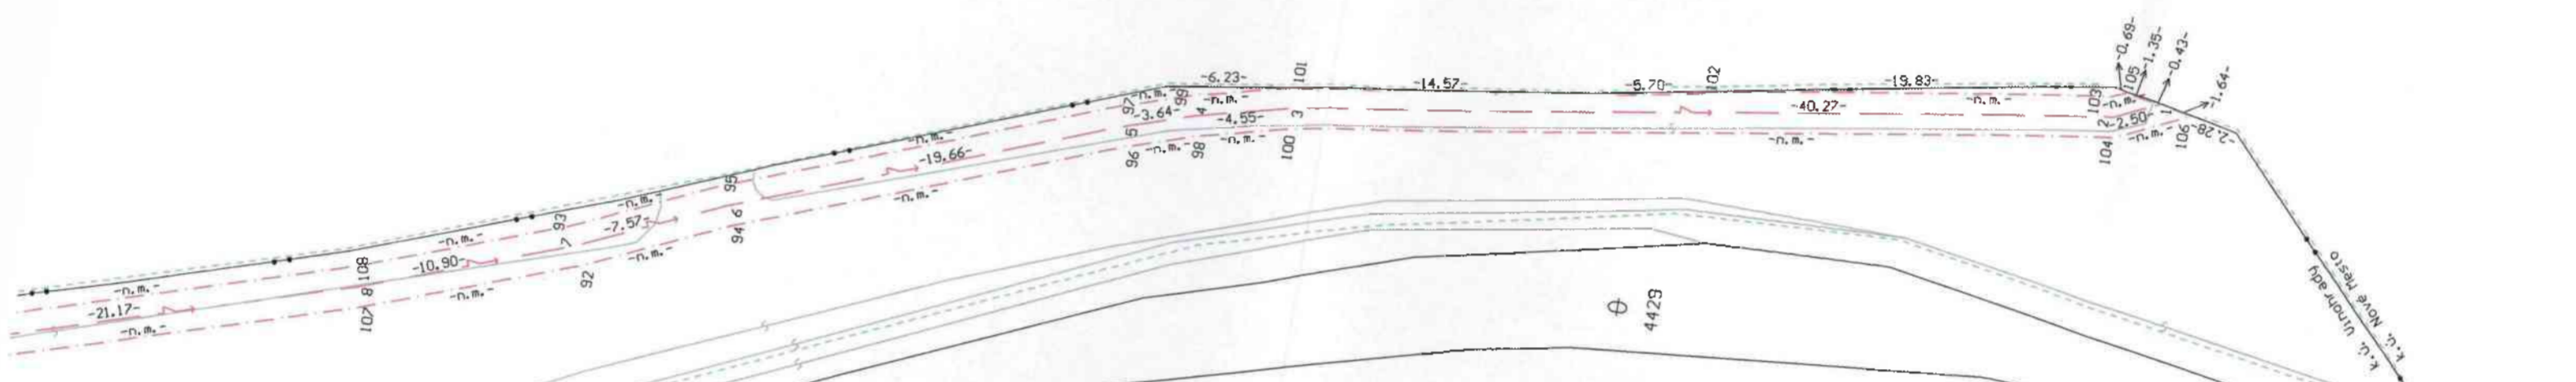 -21.17-
-n.m.-
-n.m.-
108
8
107
-10.90-
-n.m.-
-n.m.-
93
7
92
-7.57-
-n.m.-
-n.m.-
95
6
94
-19.66-
-n.m.-
-n.m.-
97
5
96
-n.m.-
-3.64-
-n.m.-
99
4
98
-6.23-
-n.m.-
-4.55-
-n.m.-
101
3
100
-14.57-
-5.70-
102
-19.83-
-40.27-
-n.m.-
-n.m.-
103
2
104
-0.69-
-1.35-
-0.43-
-1.64-
105
-n.m.-
-2.50-
-n.m.-
1
106
-2.28-
4429
k.ú. Vinohrady
k.ú. Nové Mesto